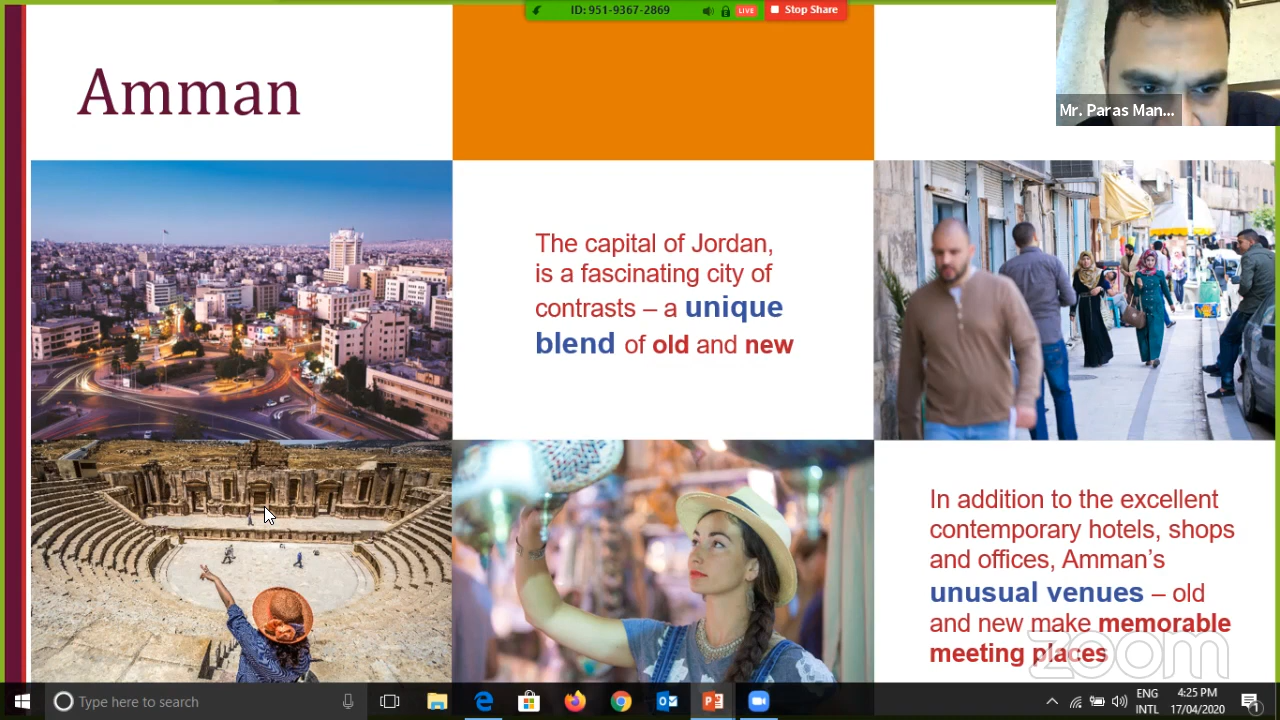 ID: 951-9367-2869
LIVE
Stop Share
Amman
Mr. Paras Man...
The capital of Jordan,
is a fascinating city of
contrasts – a unique
blend of old and new
In addition to the excellent
contemporary hotels, shops
and offices, Amman's
unusual venues – old
and new make memorable
meeting places
zoom
Type here to search
ENG
INTL
4:25 PM
17/04/2020
1